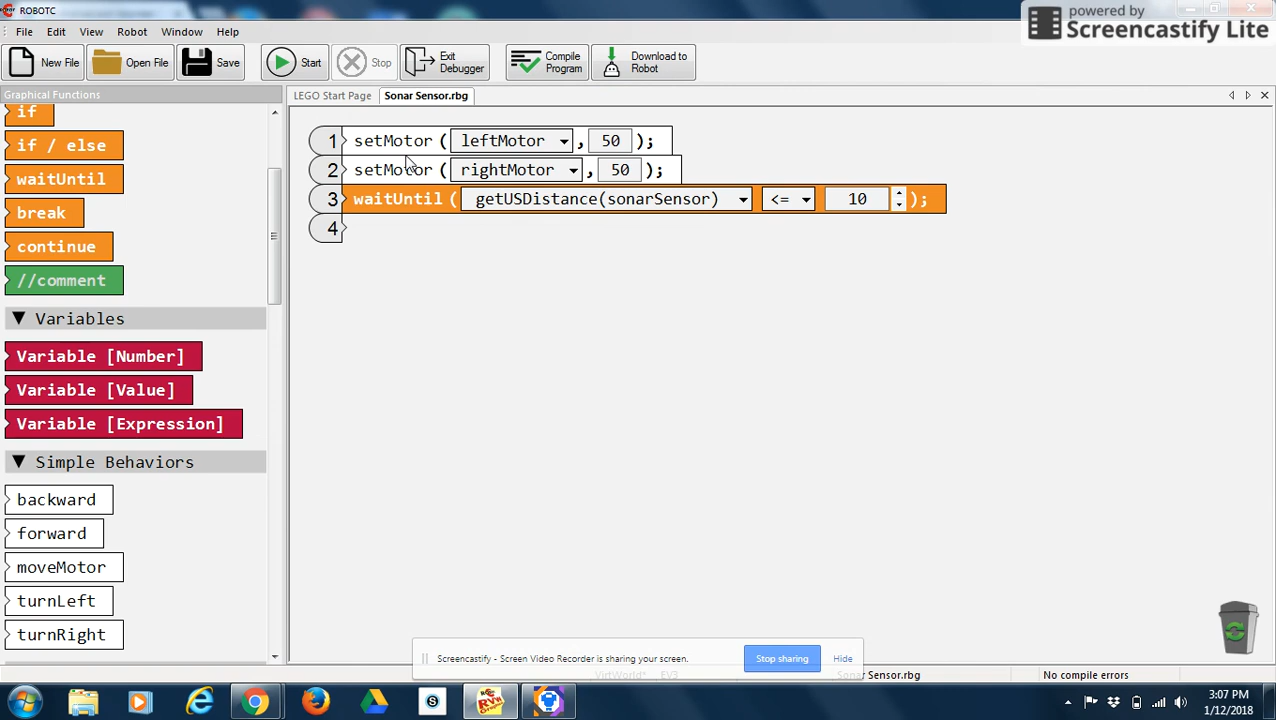 ROBOTC
powered by
Screencastify Lite
File Edit View Robot Window Help
New File Open File Save Start Stop Exit Debugger Compile Program Download to Robot
Graphical Functions
LEGO Start Page Sonar Sensor.rbg
if
if / else
waitUntil
break
continue
//comment
Variables
Variable [Number]
Variable [Value]
Variable [Expression]
Simple Behaviors
backward
forward
moveMotor
turnLeft
turnRight
1 setMotor ( leftMotor , 50 );
2 setMotor ( rightMotor , 50 );
3 waitUntil ( getUSDistance(sonarSensor) <= 10 );
4
Screencastify - Screen Video Recorder is sharing your screen. Stop sharing Hide
VirtWorld* EV3 Sonar Sensor.rbg No compile errors
3:07 PM
1/12/2018